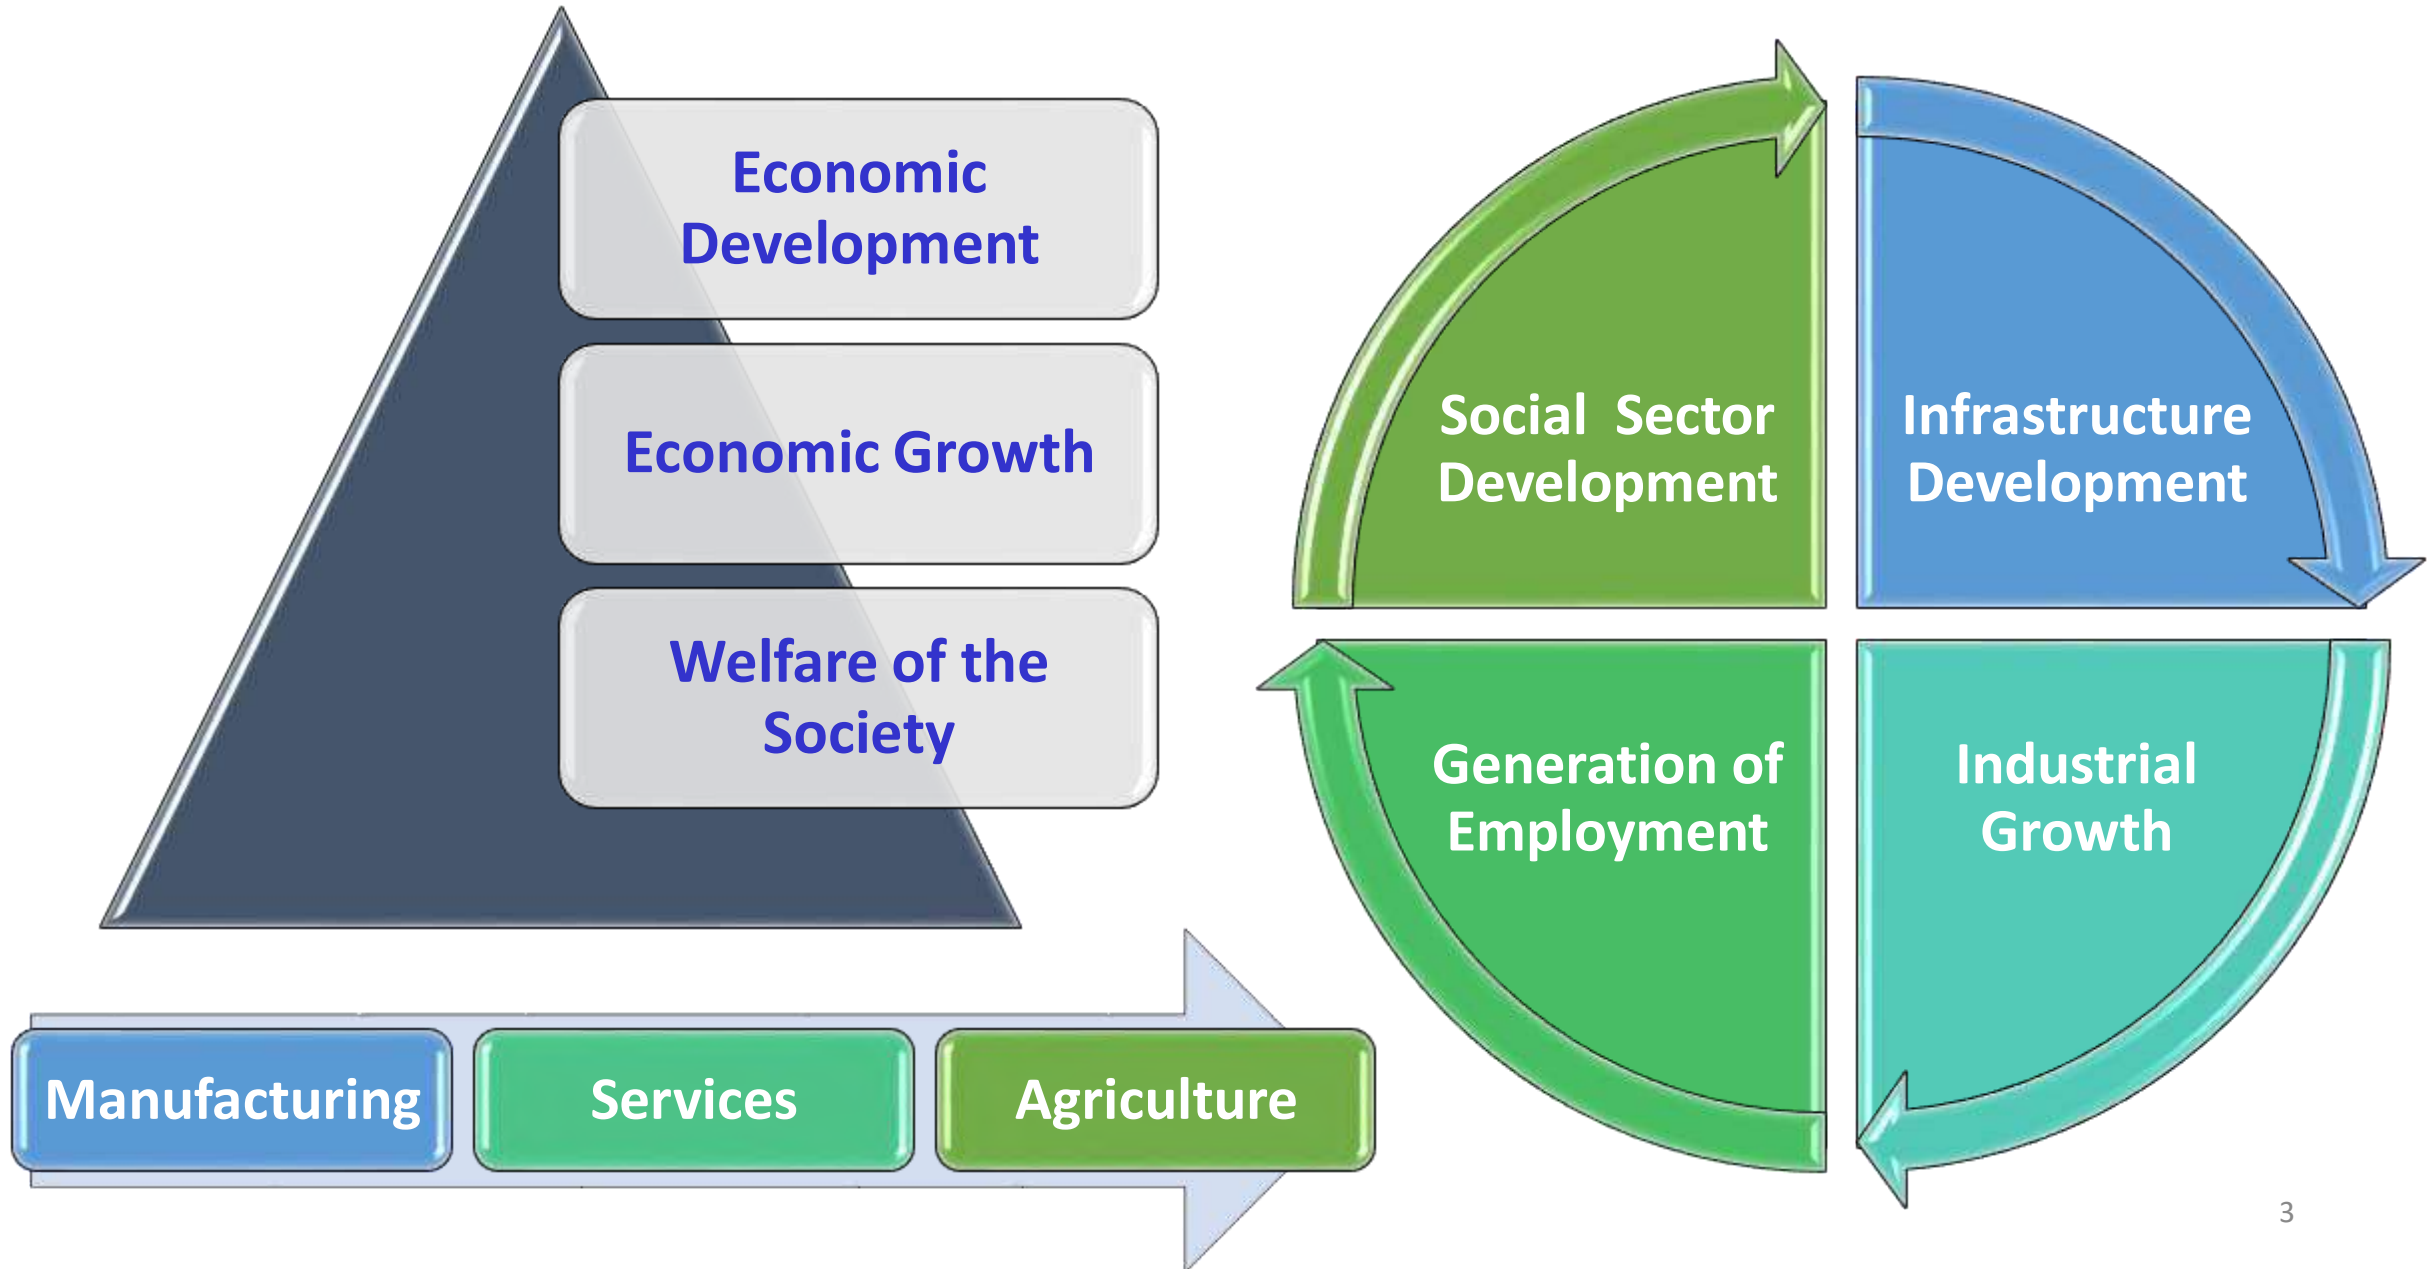 Economic
Development
Economic Growth
Welfare of the
Society
Social Sector
Development
Infrastructure
Development
Generation of
Employment
Industrial
Growth
Manufacturing
Services
Agriculture
3